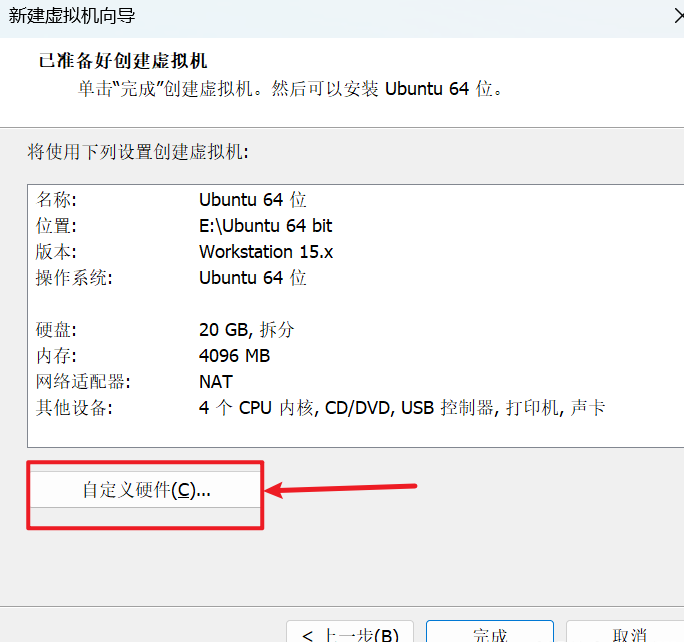 新建虚拟机向导
已准备好创建虚拟机
单击“完成”创建虚拟机。然后可以安装 Ubuntu 64 位。
将使用下列设置创建虚拟机:
名称: Ubuntu 64 位
位置: E:\Ubuntu 64 bit
版本: Workstation 15.x
操作系统: Ubuntu 64 位
硬盘: 20 GB, 拆分
内存: 4096 MB
网络适配器: NAT
其他设备: 4 个 CPU 内核, CD/DVD, USB 控制器, 打印机, 声卡
自定义硬件(C)...
< 上一步(B) 完成 取消